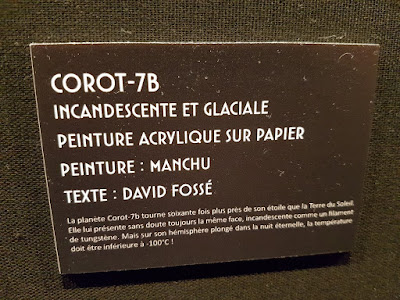 COROT-7B
INCANDESCENTE ET GLACIALE
PEINTURE ACRYLIQUE SUR PAPIER
PEINTURE : MANCHU
TEXTE : DAVID FOSSÉ
La planète Corot-7b tourne soixante fois plus près de son étoile que la Terre du Soleil.
Elle lui présente sans doute toujours la même face, incandescente comme un filament
de tungstène. Mais sur son hémisphère plongé dans la nuit éternelle, la température
doit être inférieure à -100°C !